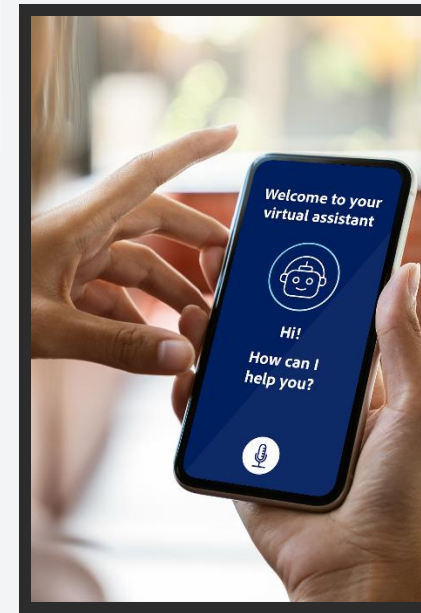 Welcome to your
virtual assistant
Hi!
How can I
help you?